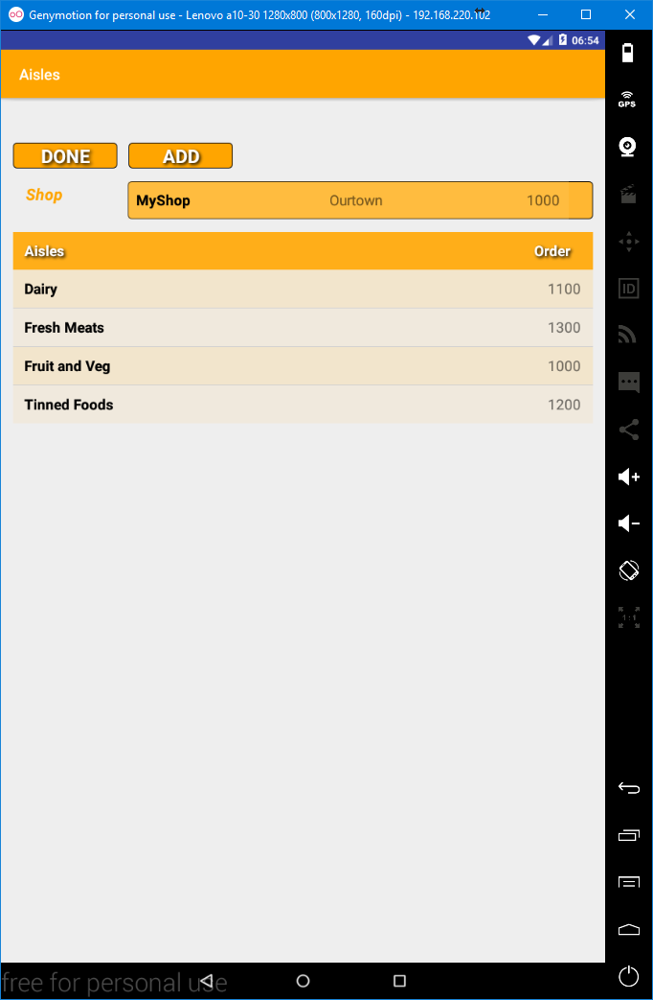 Genymotion for personal use - Lenovo a10-30 1280x800 (800x1280, 160dpi) - 192.168.220.102
06:54
Aisles
GPS
DONE ADD
Shop MyShop Ourtown 1000
Aisles Order
Dairy 1100
ID
Fresh Meats 1300
Fruit and Veg 1000
Tinned Foods 1200
1:1
free for personal use